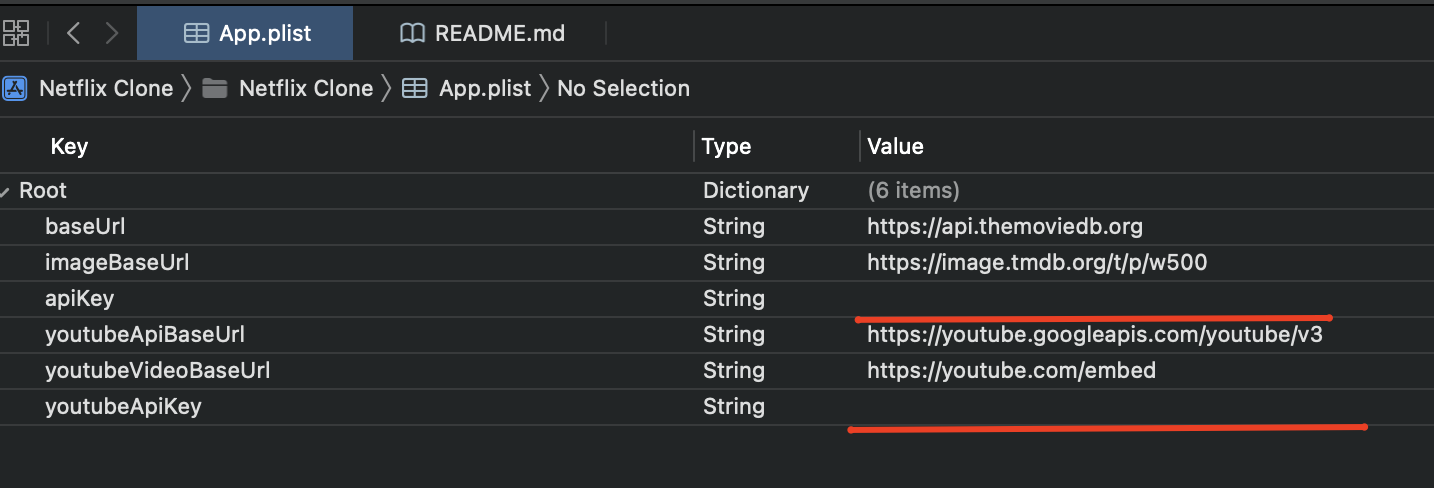 App.plist README.md
Netflix Clone Netflix Clone App.plist No Selection
Key Type Value
Root Dictionary (6 items)
baseUrl String https://api.themoviedb.org
imageBaseUrl String https://image.tmdb.org/t/p/w500
apiKey String
youtubeApiBaseUrl String https://youtube.googleapis.com/youtube/v3
youtubeVideoBaseUrl String https://youtube.com/embed
youtubeApiKey String